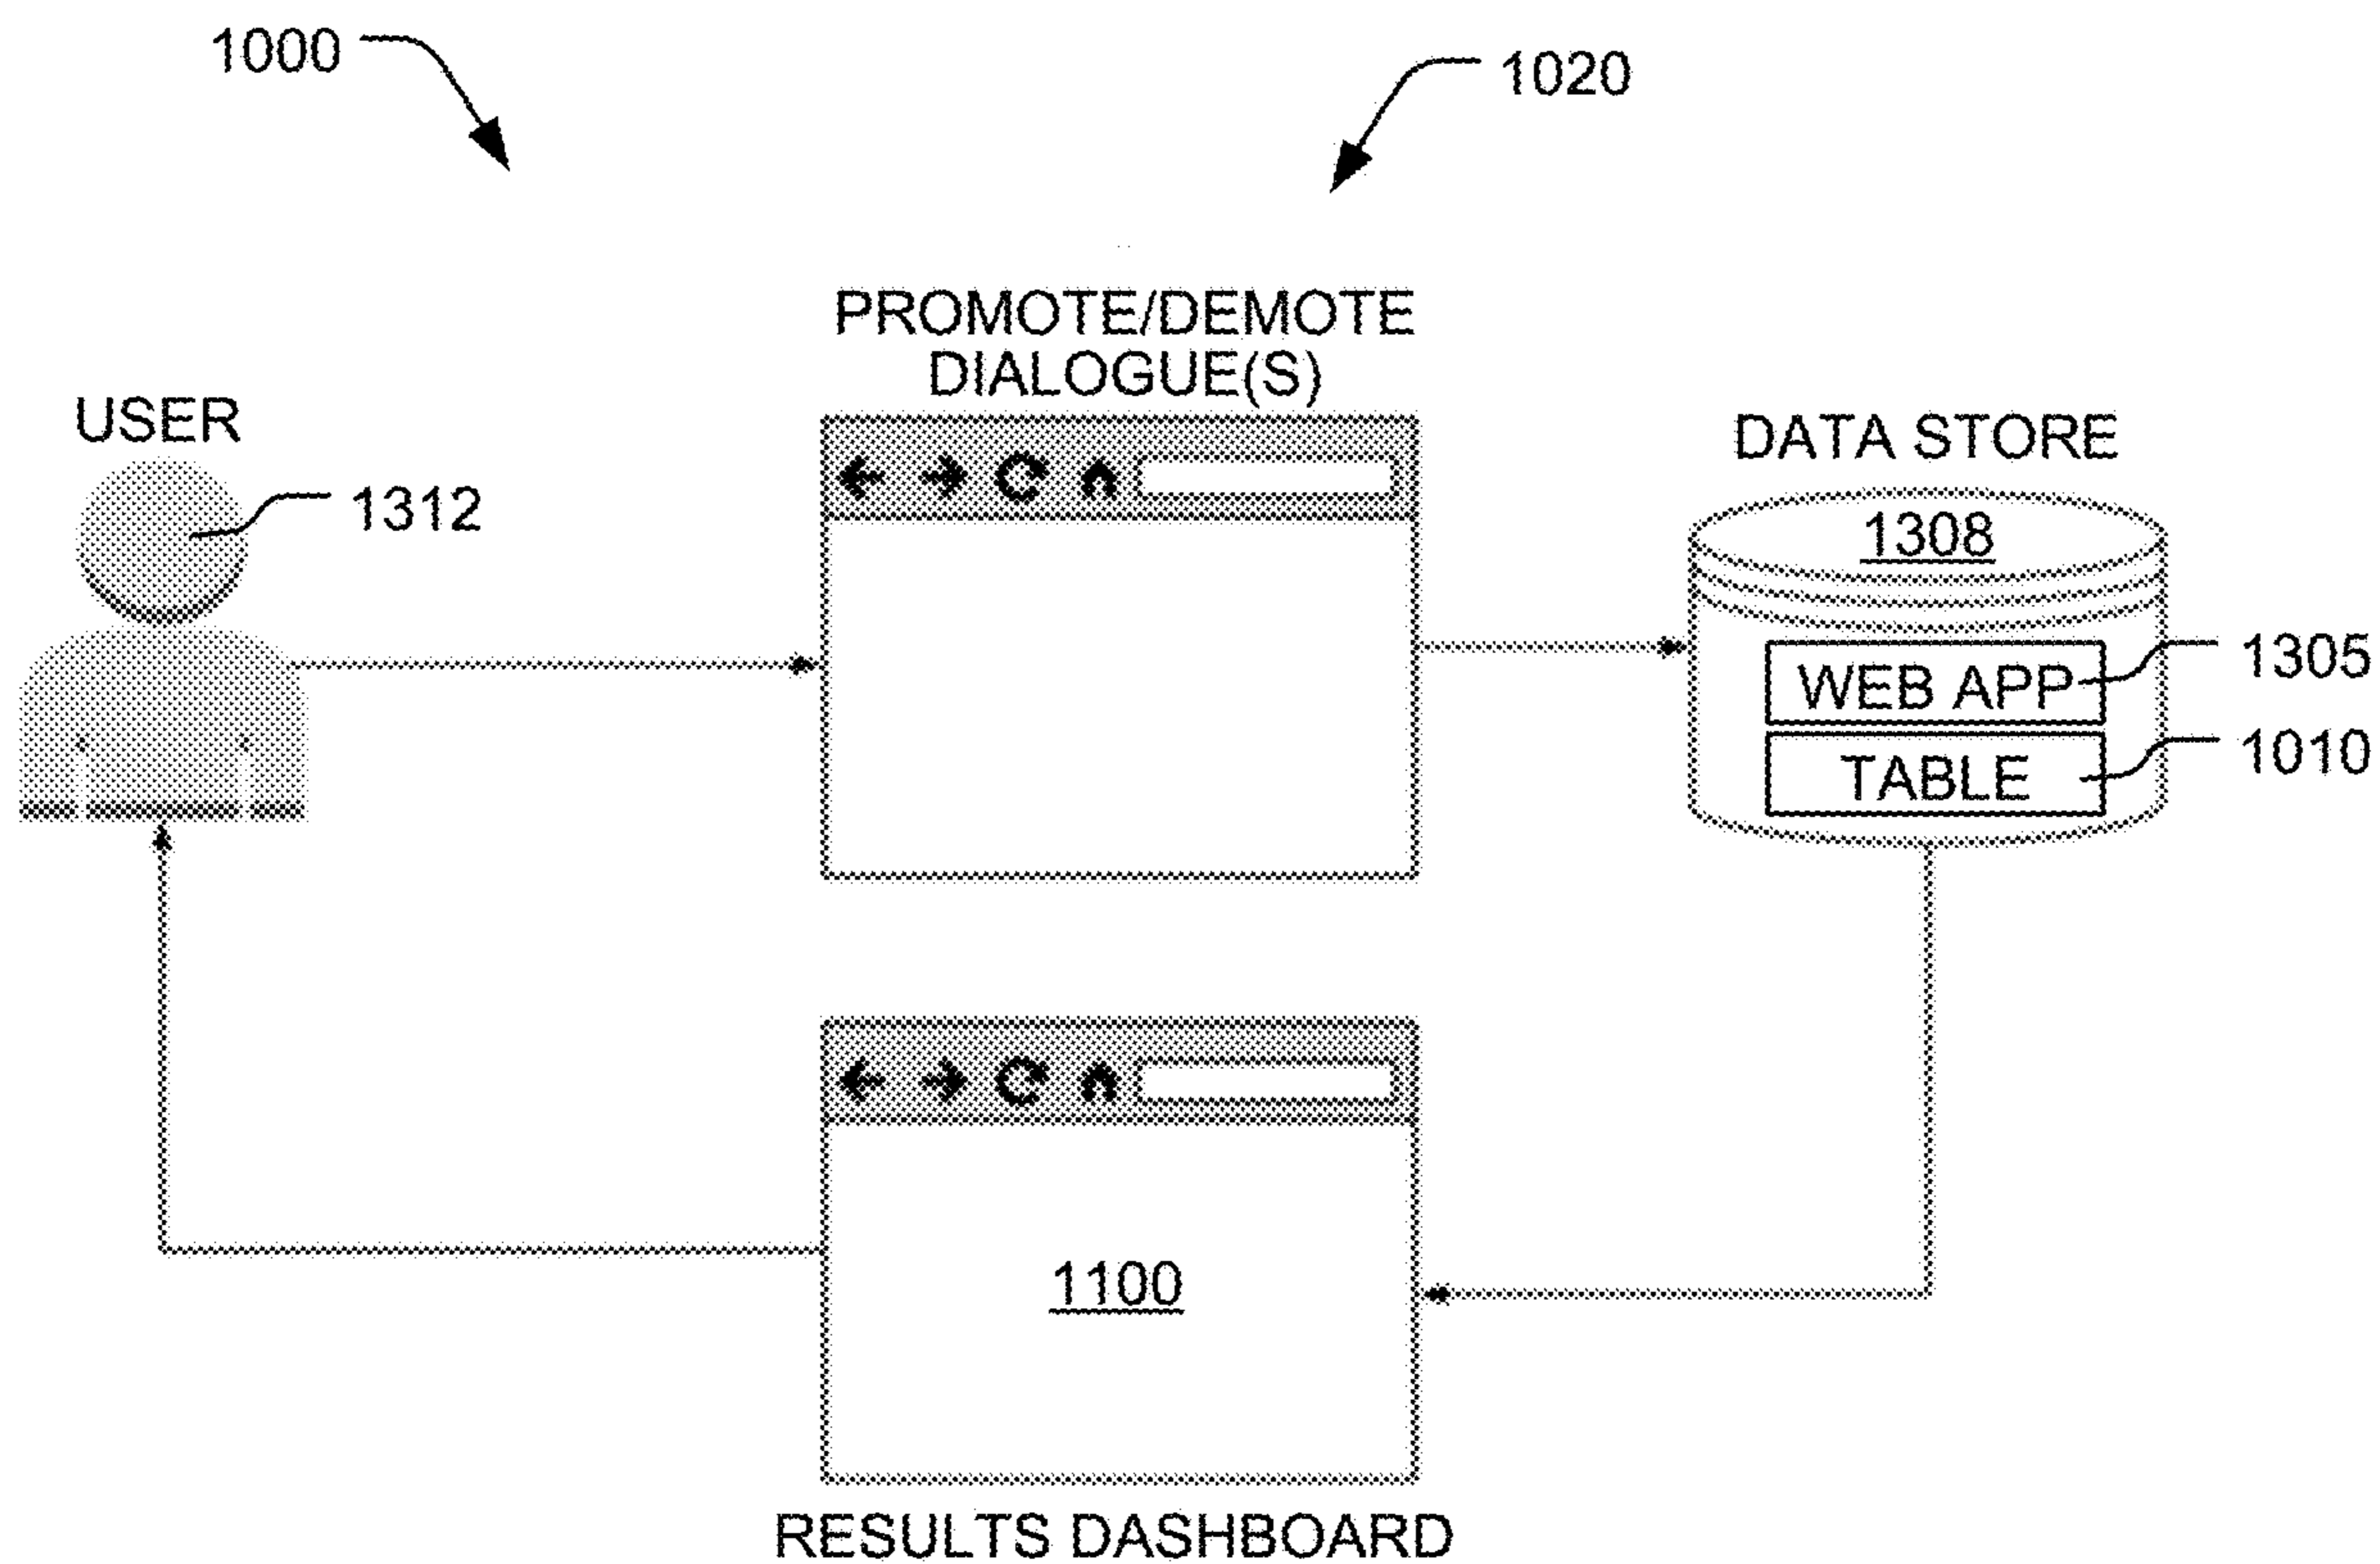 1000
1020
PROMOTE/DEMOTE
DIALOGUE(S)
USER
DATA STORE
1312
1308
WEB APP
1305
TABLE
1010
1100
RESULTS DASHBOARD